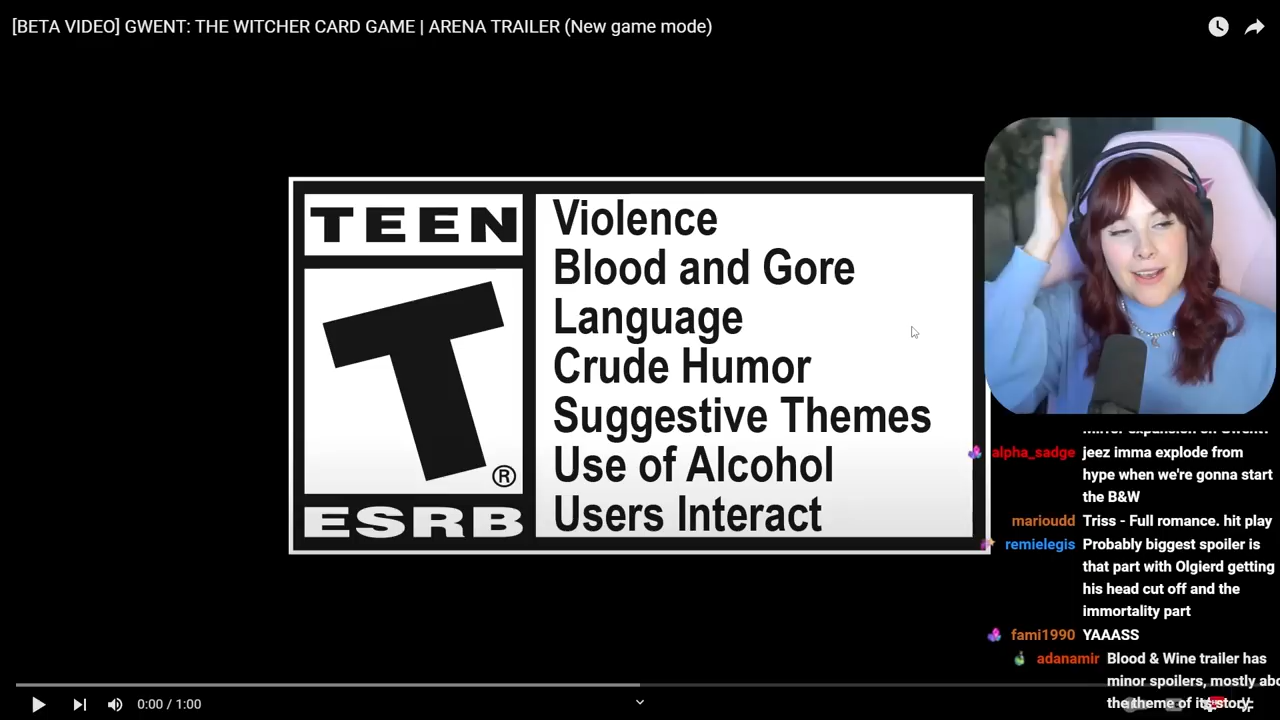 [BETA VIDEO] GWENT: THE WITCHER CARD GAME | ARENA TRAILER (New game mode)
TEEN
T
®
ESRB
Violence
Blood and Gore
Language
Crude Humor
Suggestive Themes
Use of Alcohol
Users Interact
alpha_sadge jeez imma explode from
hype when we're gonna start
the B&W
marioudd Triss - Full romance. hit play
remielegis Probably biggest spoiler is
that part with Olgierd getting
his head cut off and the
immortality part
fami1990 YAAASS
adanamir Blood & Wine trailer has
minor spoilers, mostly abo
the theme of its story.
0:00 / 1:00